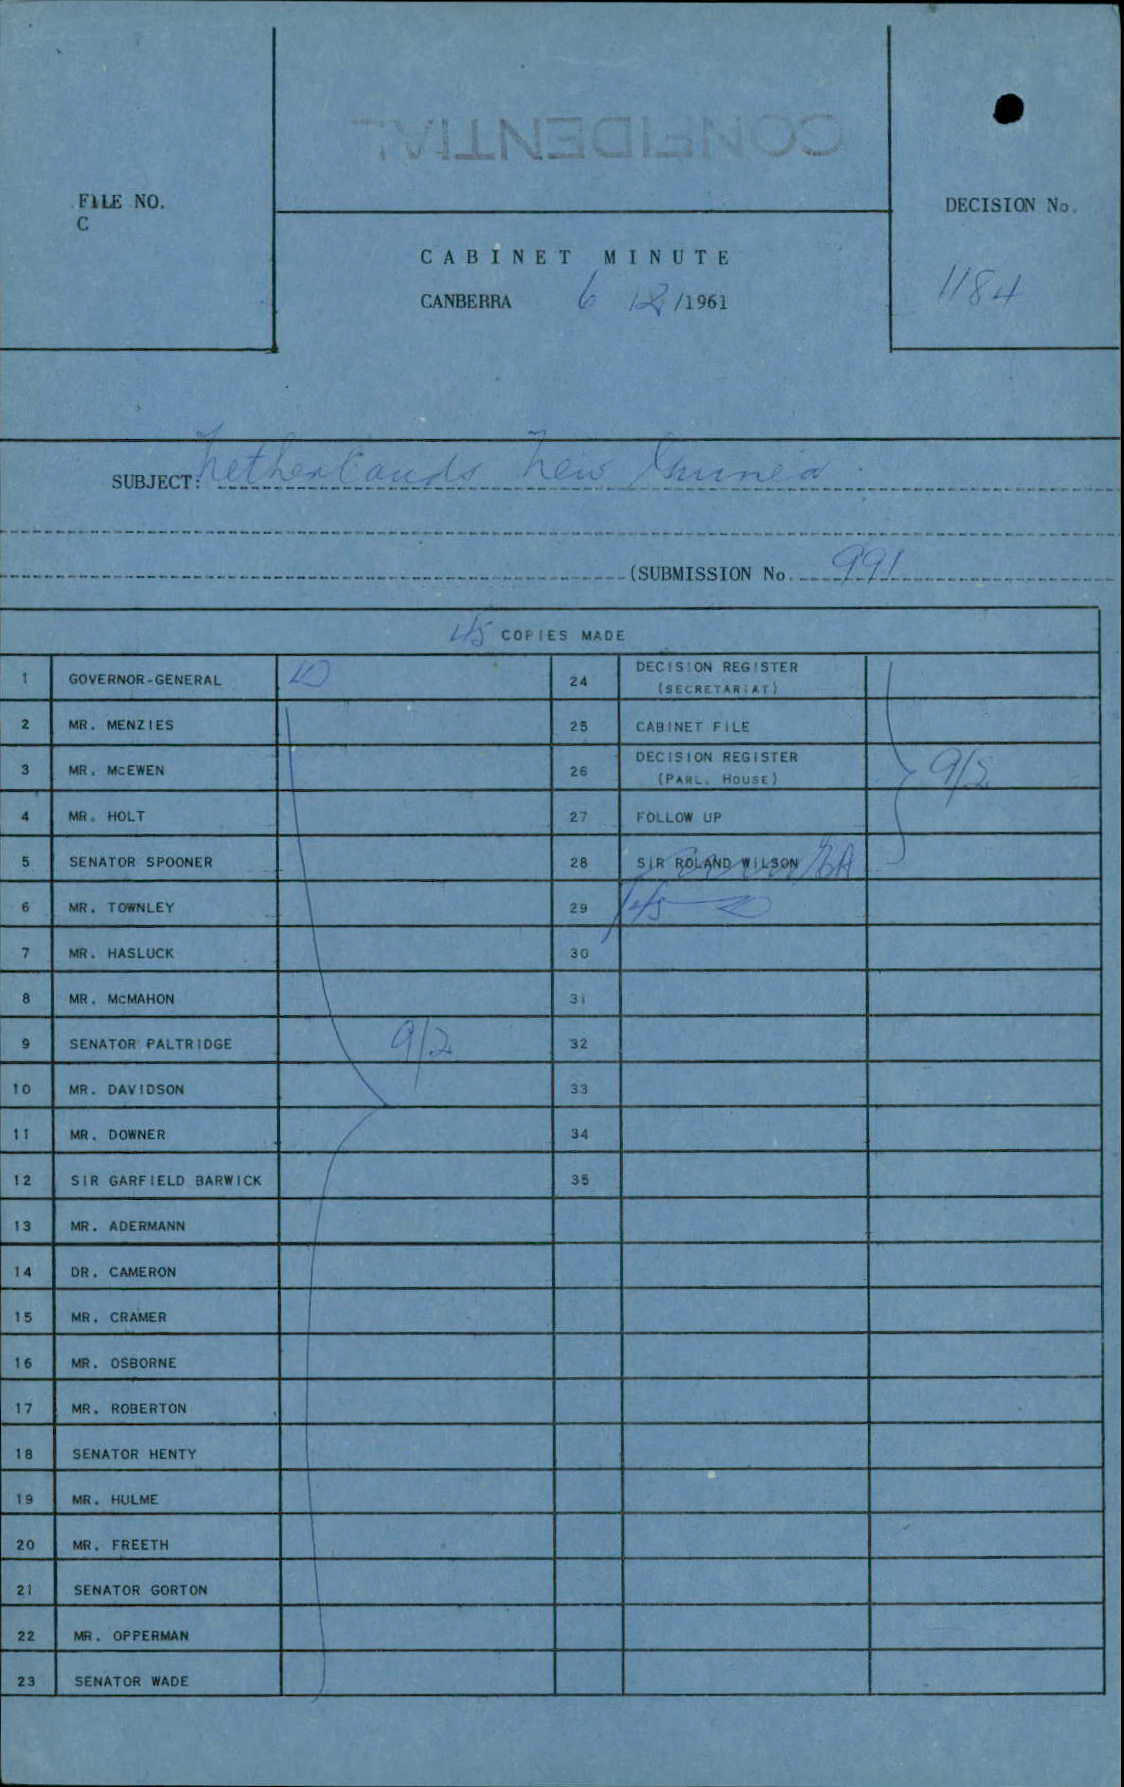 CONFIDENTIAL
FILE NO.
C
DECISION No.
1184
CABINET MINUTE
CANBERRA 6 12/1961
SUBJECT: Netherlands New Guinea.
(SUBMISSION No. 991
45 COPIES MADE
1 GOVERNOR-GENERAL 24 DECISION REGISTER
(SECRETARIAT)
2 MR. MENZIES 25 CABINET FILE
3 MR. McEWEN 26 DECISION REGISTER
(PARL. HOUSE) 9/2
4 MR. HOLT 27 FOLLOW UP
5 SENATOR SPOONER 28 SIR ROLAND WILSON
6 MR. TOWNLEY 29
7 MR. HASLUCK 30
8 MR. McMAHON 31
9 SENATOR PALTRIDGE 9/2 32
10 MR. DAVIDSON 33
11 MR. DOWNER 34
12 SIR GARFIELD BARWICK 35
13 MR. ADERMANN
14 DR. CAMERON
15 MR. CRAMER
16 MR. OSBORNE
17 MR. ROBERTON
18 SENATOR HENTY
19 MR. HULME
20 MR. FREETH
21 SENATOR GORTON
22 MR. OPPERMAN
23 SENATOR WADE